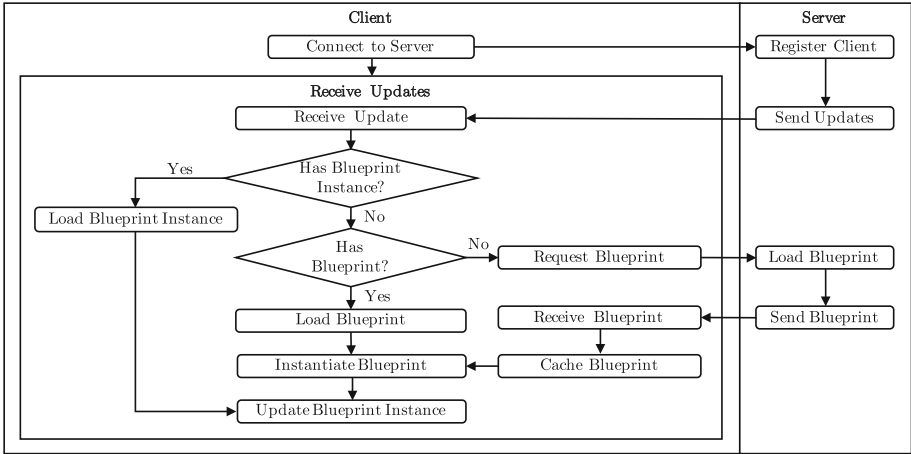 Client
Server
Connect to Server
Register Client
Receive Updates
Receive Update
Send Updates
Yes
Has Blueprint
Instance?
Load Blueprint Instance
No
Has
Blueprint?
No
Request Blueprint
Load Blueprint
Yes
Load Blueprint
Receive Blueprint
Send Blueprint
Instantiate Blueprint
Cache Blueprint
Update Blueprint Instance